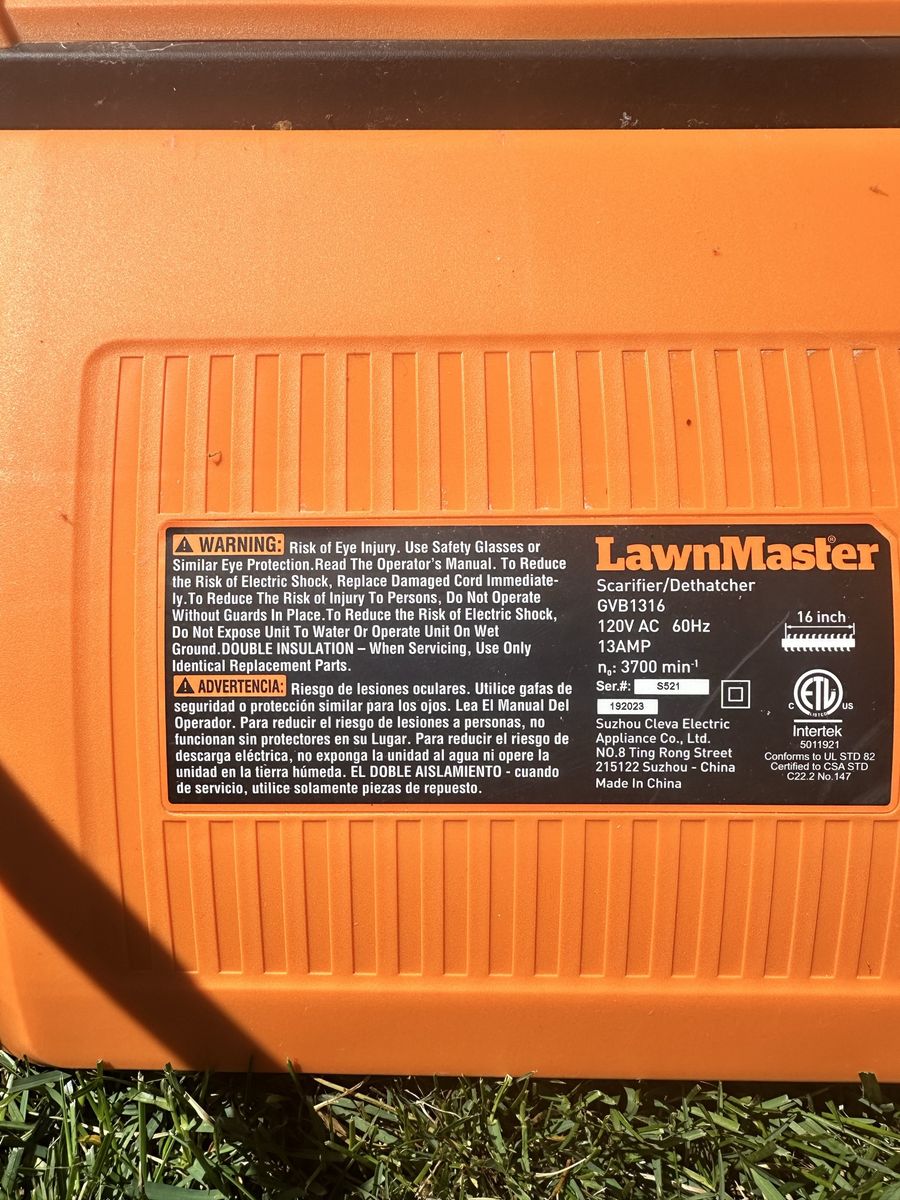 WARNING: Risk of Eye Injury. Use Safety Glasses or
Similar Eye Protection.Read The Operator's Manual. To Reduce
the Risk of Electric Shock, Replace Damaged Cord Immediate-
ly.To Reduce The Risk of Injury To Persons, Do Not Operate
Without Guards In Place.To Reduce the Risk of Electric Shock,
Do Not Expose Unit To Water Or Operate Unit On Wet
Ground.DOUBLE INSULATION – When Servicing, Use Only
Identical Replacement Parts.
ADVERTENCIA: Riesgo de lesiones oculares. Utilice gafas de
seguridad o protección similar para los ojos. Lea El Manual Del
Operador. Para reducir el riesgo de lesiones a personas, no
funcionan sin protectores en su Lugar. Para reducir el riesgo de
descarga eléctrica, no exponga la unidad al agua ni opere la
unidad en la tierra húmeda. EL DOBLE AISLAMIENTO - cuando
de servicio, utilice solamente piezas de repuesto.
LawnMaster®
Scarifier/Dethatcher
GVB1316
120V AC 60Hz
13AMP
n₀: 3700 min⁻¹
Ser.#: S521
192023
Suzhou Cleva Electric
Appliance Co., Ltd.
NO.8 Ting Rong Street
215122 Suzhou - China
Made In China
16 inch
ETL
LISTED
C US
Intertek
5011921
Conforms to UL STD 82
Certified to CSA STD
C22.2 No.147